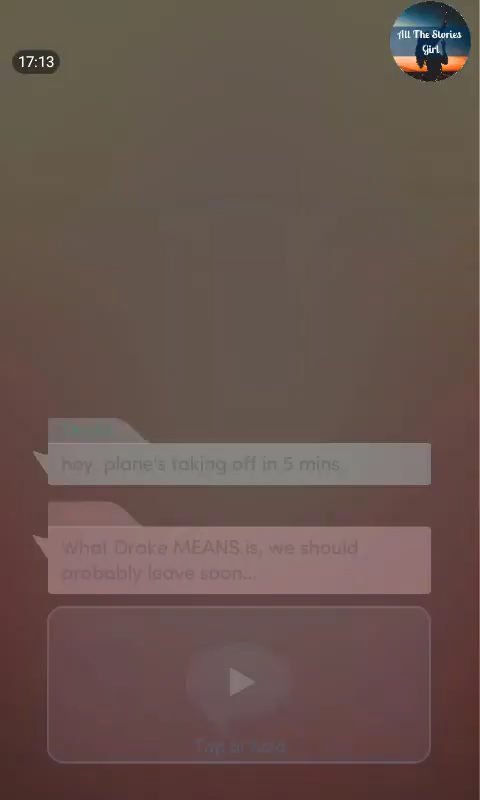 All The Stories
Girl
17:13
hey, plane's taking off in 5 mins.
What Drake MEANS is, we should
probably leave soon...
Tap or hold